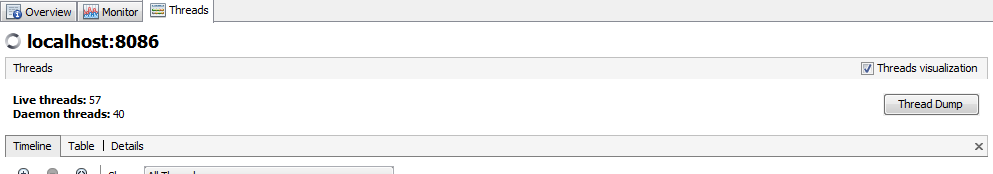 Overview Monitor Threads
localhost:8086
Threads Threads visualization
Live threads: 57
Daemon threads: 40
Thread Dump
Timeline Table Details